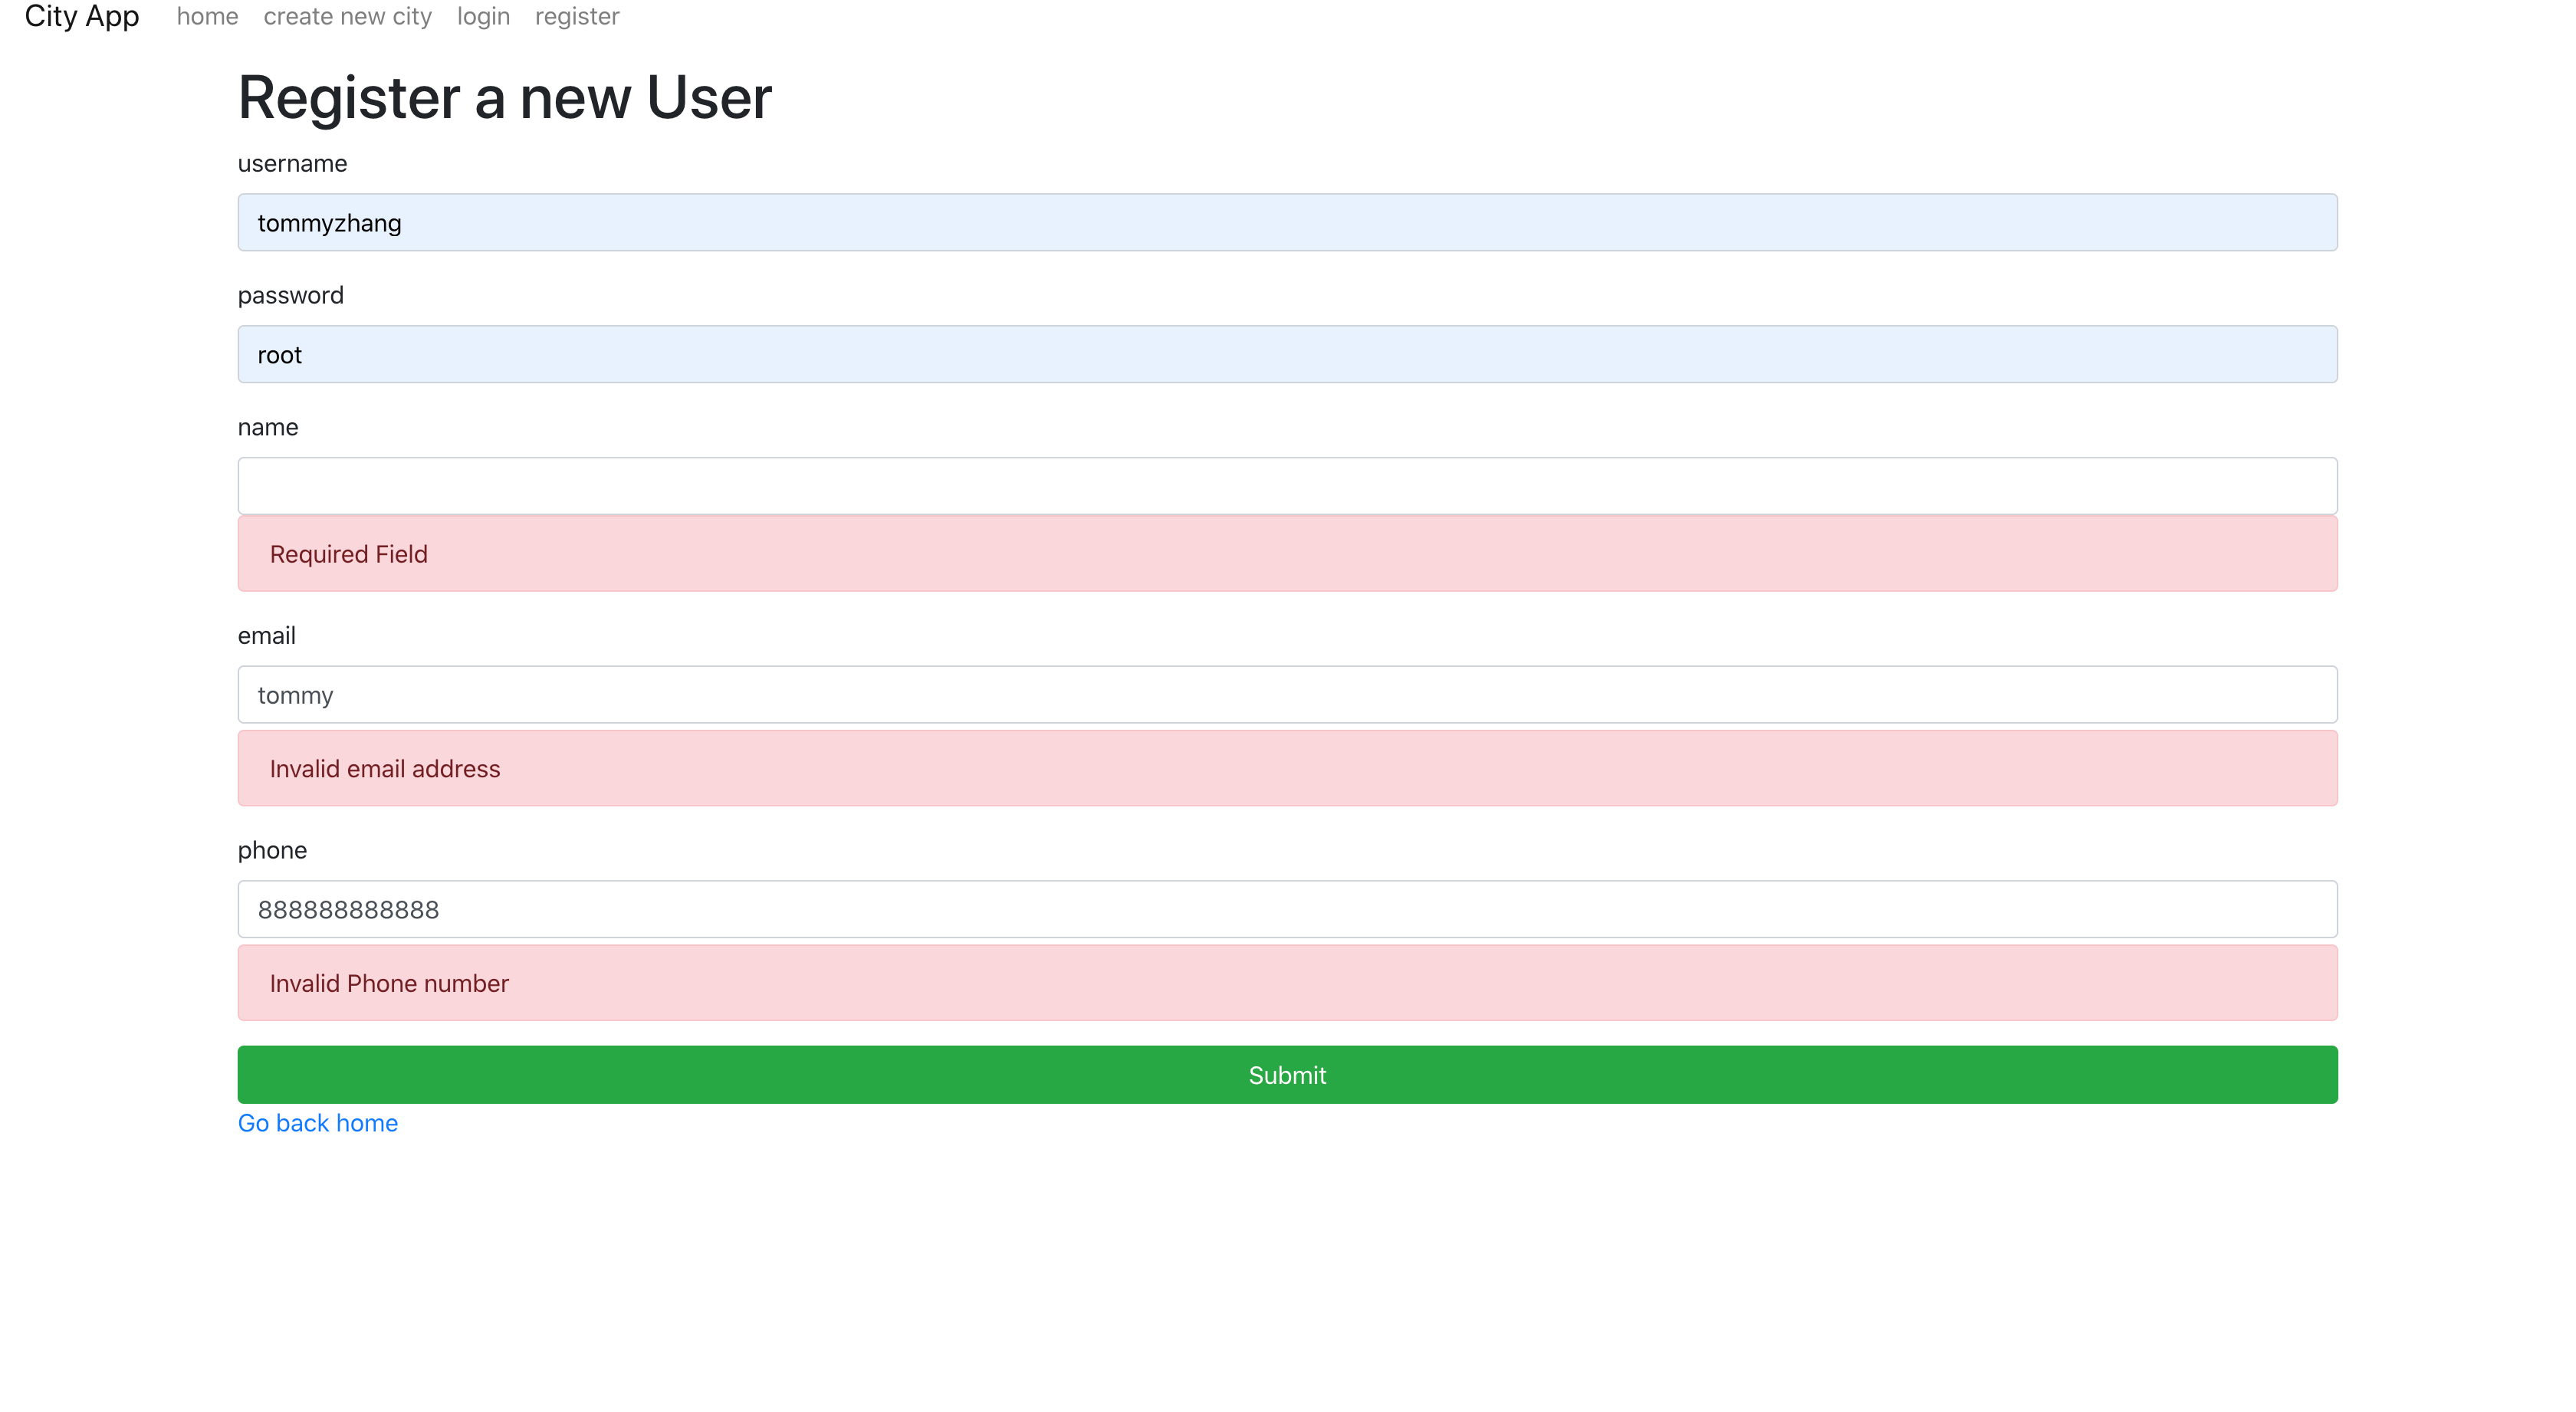 City App home create new city login register
Register a new User
username
tommyzhang
password
root
name
Required Field
email
tommy
Invalid email address
phone
888888888888
Invalid Phone number
Submit
Go back home